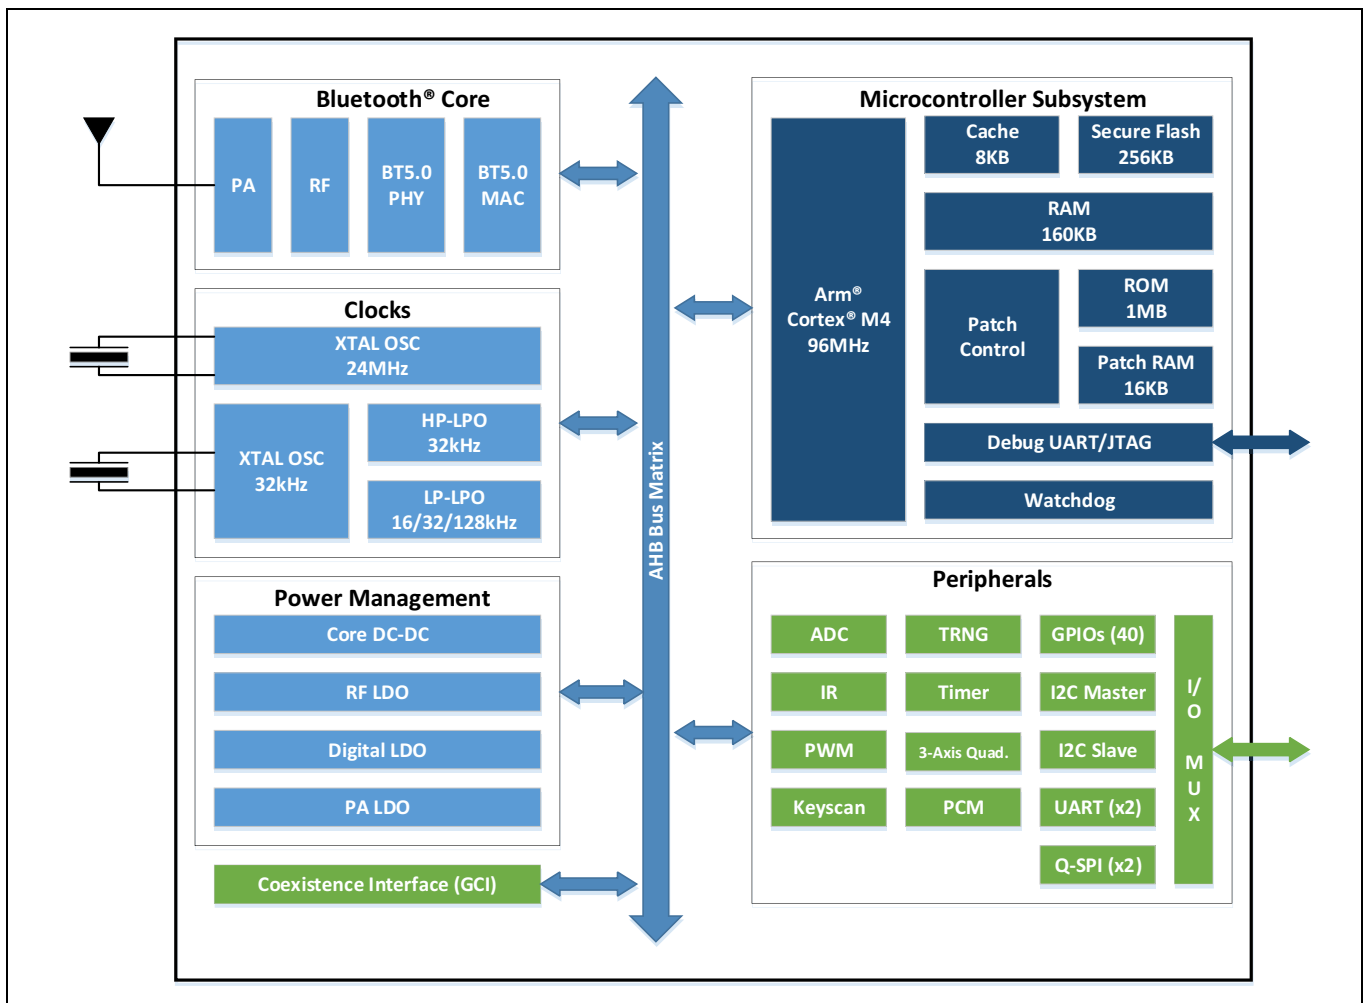 Bluetooth® Core
PA
RF
BT5.0
PHY
BT5.0
MAC
Clocks
XTAL OSC
24MHz
XTAL OSC
32kHz
HP-LPO
32kHz
LP-LPO
16/32/128kHz
Power Management
Core DC-DC
RF LDO
Digital LDO
PA LDO
Coexistence Interface (GCI)
AHB Bus Matrix
Microcontroller Subsystem
Arm®
Cortex® M4
96MHz
Cache
8KB
Secure Flash
256KB
RAM
160KB
Patch
Control
ROM
1MB
Patch RAM
16KB
Debug UART/JTAG
Watchdog
Peripherals
ADC
TRNG
GPIOs (40)
IR
Timer
I2C Master
PWM
3-Axis Quad.
I2C Slave
Keyscan
PCM
UART (x2)
Q-SPI (x2)
I/
O
M
U
X